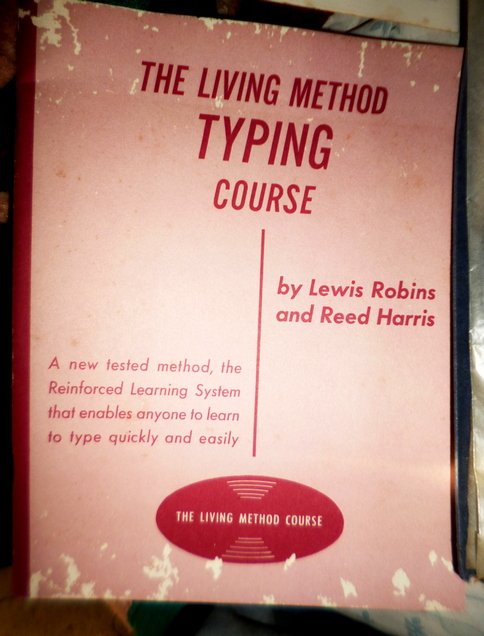 THE LIVING METHOD
TYPING
COURSE
by Lewis Robins
and Reed Harris
A new tested method, the
Reinforced Learning System
that enables anyone to learn
to type quickly and easily
THE LIVING METHOD COURSE